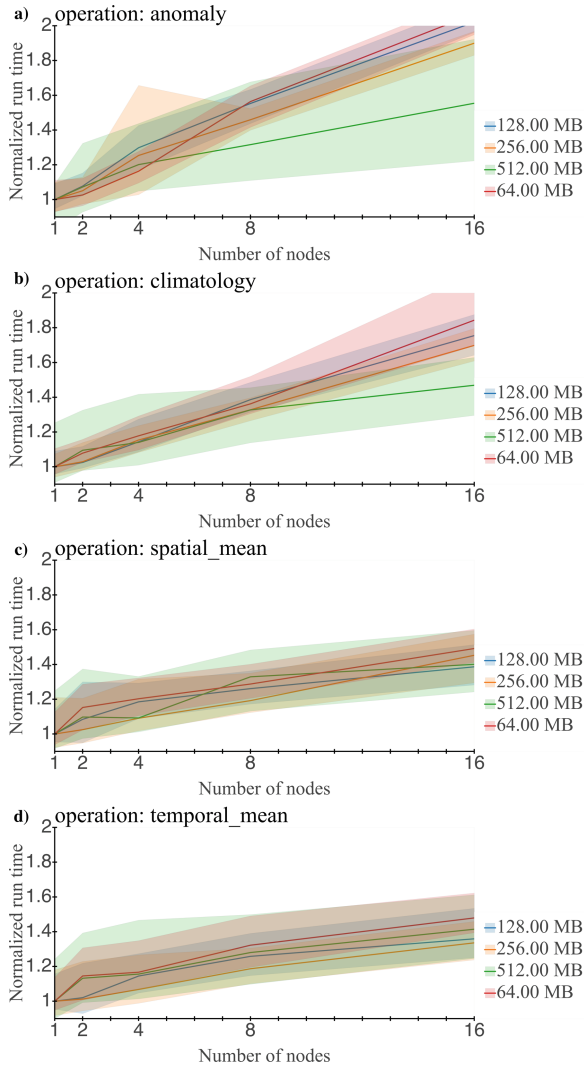 a) operation: anomaly
Normalized run time
2
1.8
1.6
1.4
1.2
1
1 2 4 8 16
Number of nodes
128.00 MB
256.00 MB
512.00 MB
64.00 MB
b) operation: climatology
Normalized run time
2
1.8
1.6
1.4
1.2
1
1 2 4 8 16
Number of nodes
128.00 MB
256.00 MB
512.00 MB
64.00 MB
c) operation: spatial_mean
Normalized run time
2
1.8
1.6
1.4
1.2
1
1 2 4 8 16
Number of nodes
128.00 MB
256.00 MB
512.00 MB
64.00 MB
d) operation: temporal_mean
Normalized run time
2
1.8
1.6
1.4
1.2
1
1 2 4 8 16
Number of nodes
128.00 MB
256.00 MB
512.00 MB
64.00 MB